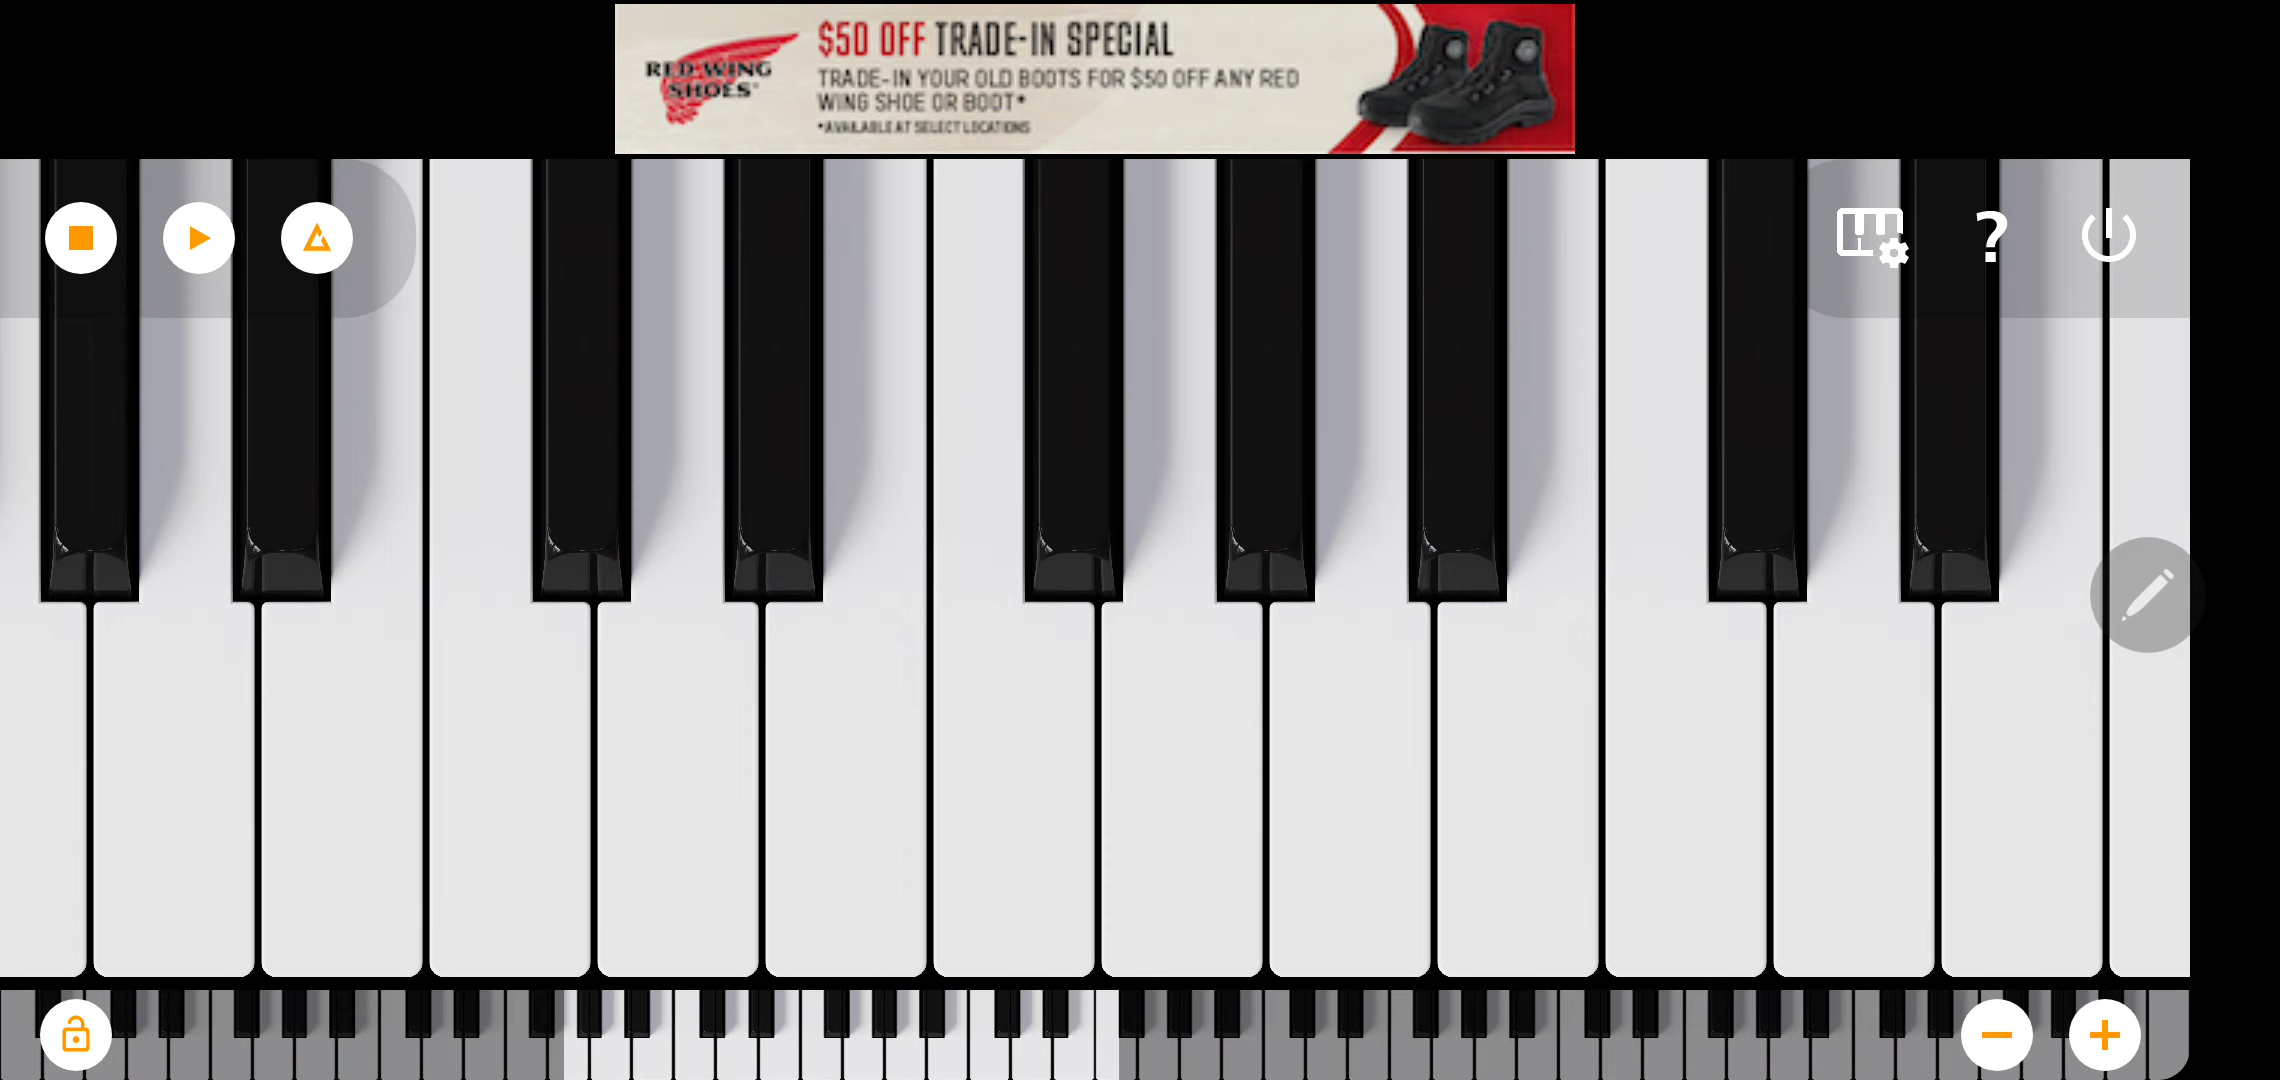 RED WING
SHOES
$50 OFF TRADE-IN SPECIAL
TRADE-IN YOUR OLD BOOTS FOR $50 OFF ANY RED
WING SHOE OR BOOT*
*AVAILABLE AT SELECT LOCATIONS
?